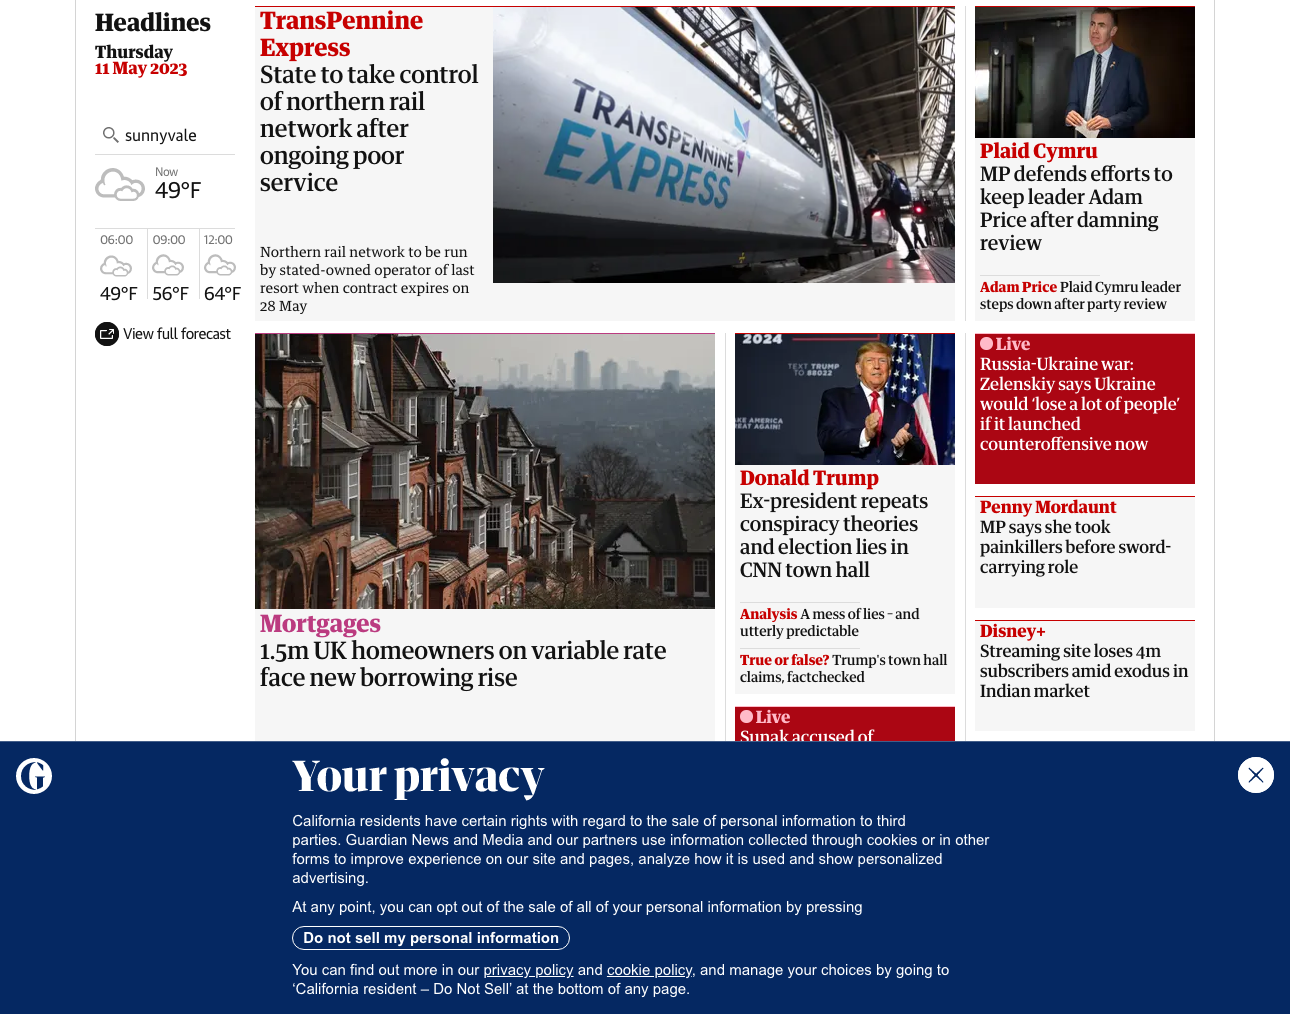 Headlines
Thursday
11 May 2023
sunnyvale
Now
49°F
06:00
49°F
09:00
56°F
12:00
64°F
View full forecast
TransPennine
Express
State to take control
of northern rail
network after
ongoing poor
service
Northern rail network to be run
by stated-owned operator of last
resort when contract expires on
28 May
TRANSPENNINE
EXPRESS
Plaid Cymru
MP defends efforts to
keep leader Adam
Price after damning
review
Adam Price Plaid Cymru leader
steps down after party review
Mortgages
1.5m UK homeowners on variable rate
face new borrowing rise
2024
TEXT TRUMP
TO 88022
AKE AMERICA
REAT AGAIN!
Donald Trump
Ex-president repeats
conspiracy theories
and election lies in
CNN town hall
Analysis A mess of lies – and
utterly predictable
True or false? Trump's town hall
claims, factchecked
Live
Sunak accused of
Live
Russia-Ukraine war:
Zelenskiy says Ukraine
would ‘lose a lot of people’
if it launched
counteroffensive now
Penny Mordaunt
MP says she took
painkillers before sword-
carrying role
Disney+
Streaming site loses 4m
subscribers amid exodus in
Indian market
Your privacy
California residents have certain rights with regard to the sale of personal information to third
parties. Guardian News and Media and our partners use information collected through cookies or in other
forms to improve experience on our site and pages, analyze how it is used and show personalized
advertising.
At any point, you can opt out of the sale of all of your personal information by pressing
Do not sell my personal information
You can find out more in our privacy policy and cookie policy, and manage your choices by going to
‘California resident – Do Not Sell’ at the bottom of any page.